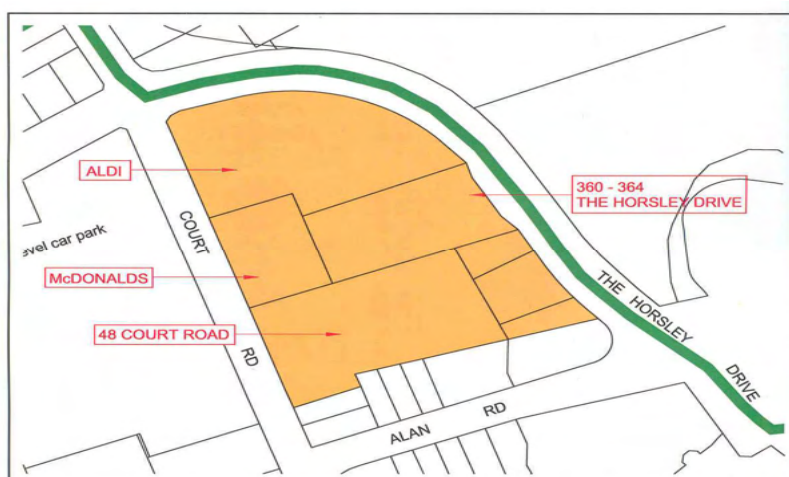 ALDI
360 - 364
THE HORSLEY DRIVE
COURT
evel car park
McDONALDS
THE HORSLEY
48 COURT ROAD
RD
DRIVE
ALAN RD